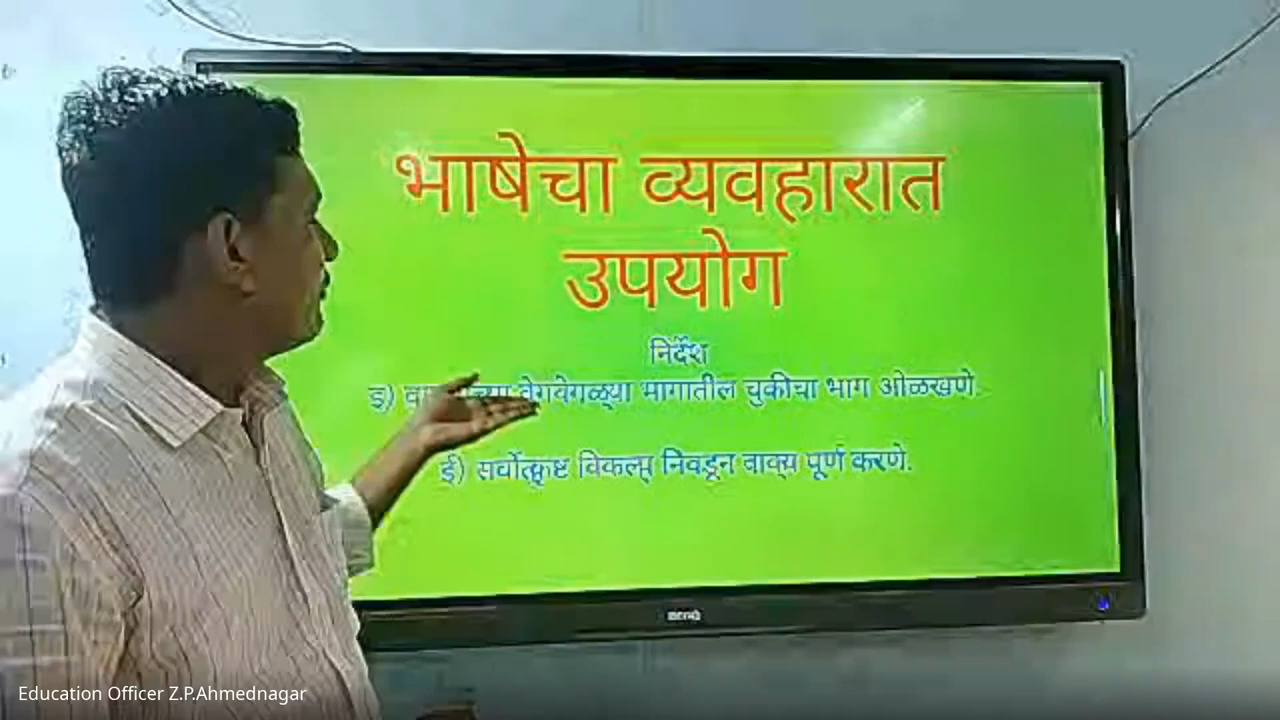 भाषेचा व्यवहारात
उपयोग
निर्देश
इ) वेगवेगळ्या भागातील चुकीचा भाग ओळखणे.
ई) सर्वोत्कृष्ट विकल्प निवडून वाक्य पूर्ण करणे.
Education Officer Z.P.Ahmednagar